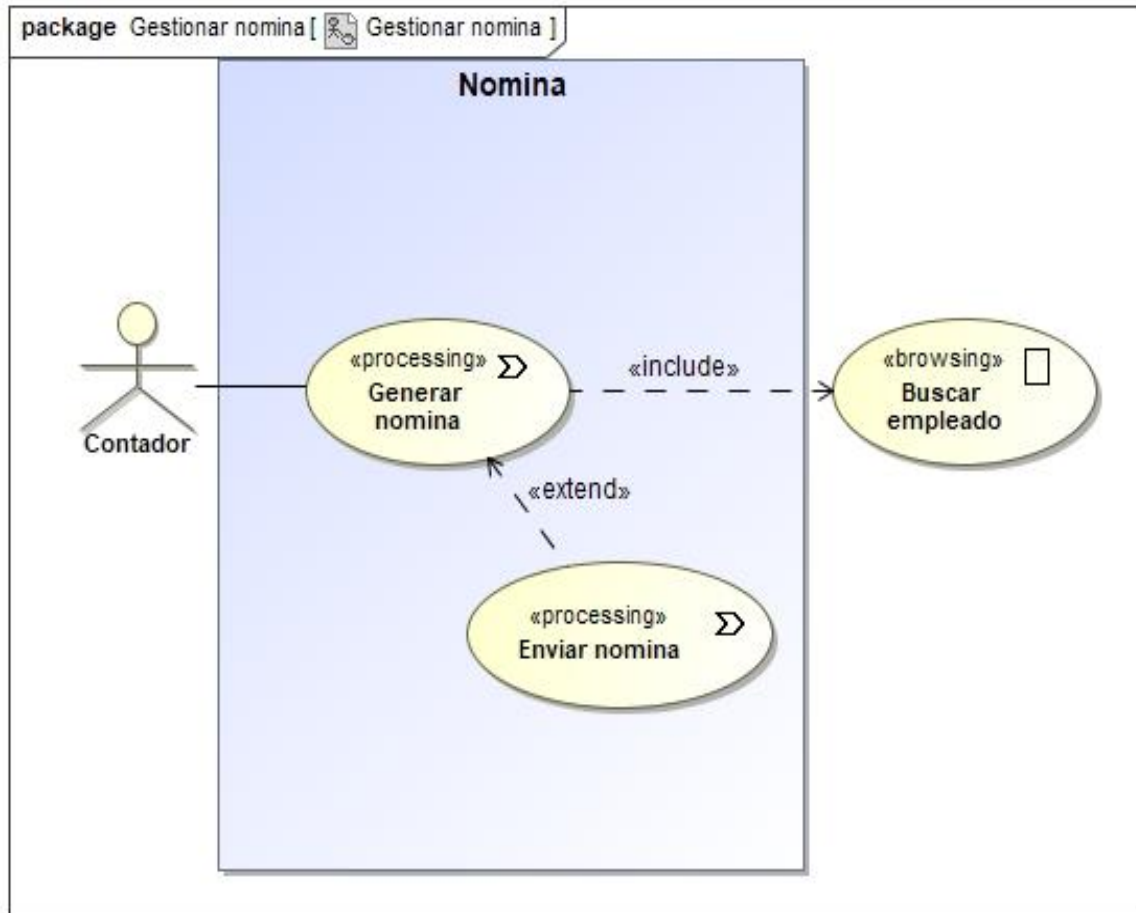 package Gestionar nomina [ Gestionar nomina ]
Nomina
Contador
«processing»
Generar
nomina
«include»
«browsing»
Buscar
empleado
«extend»
«processing»
Enviar nomina